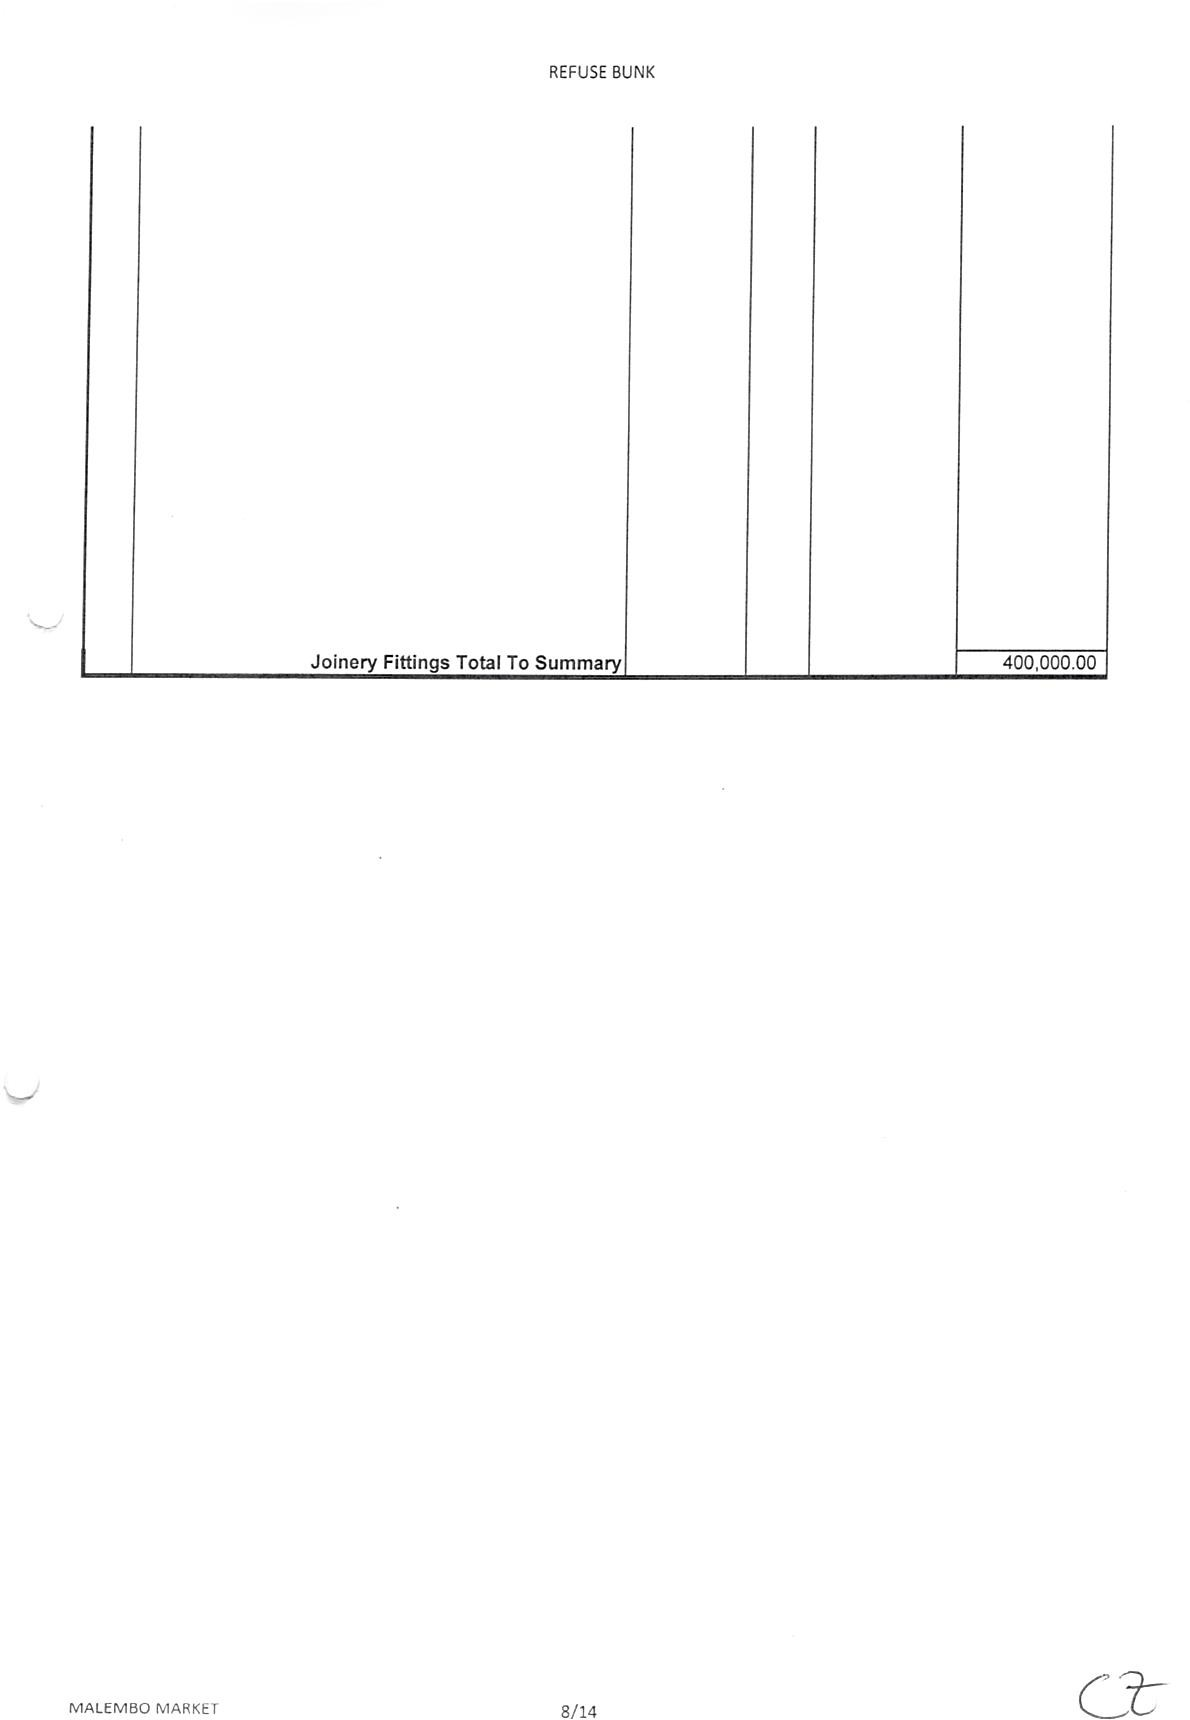 REFUSE BUNK
Joinery Fittings Total To Summary 400,000.00
MALEMBO MARKET
8/14